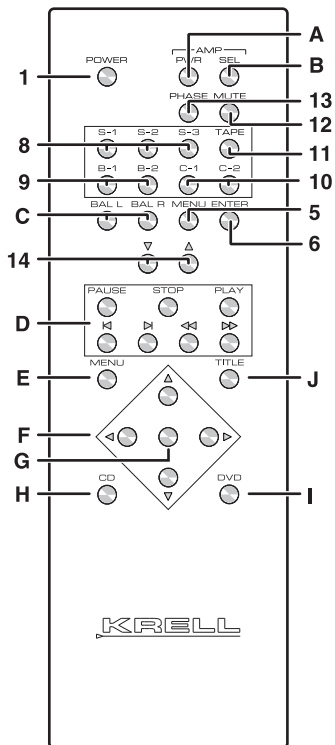 AMP
A
POWER
PWR
SEL
1
B
PHASE
MUTE
13
12
S-1
S-2
S-3
TAPE
8
11
B-1
B-2
C-1
C-2
9
10
BAL L
BAL R
MENU
ENTER
C
5
6
14
PAUSE
STOP
PLAY
D
MENU
TITLE
E
J
F
G
CD
DVD
H
I
KRELL